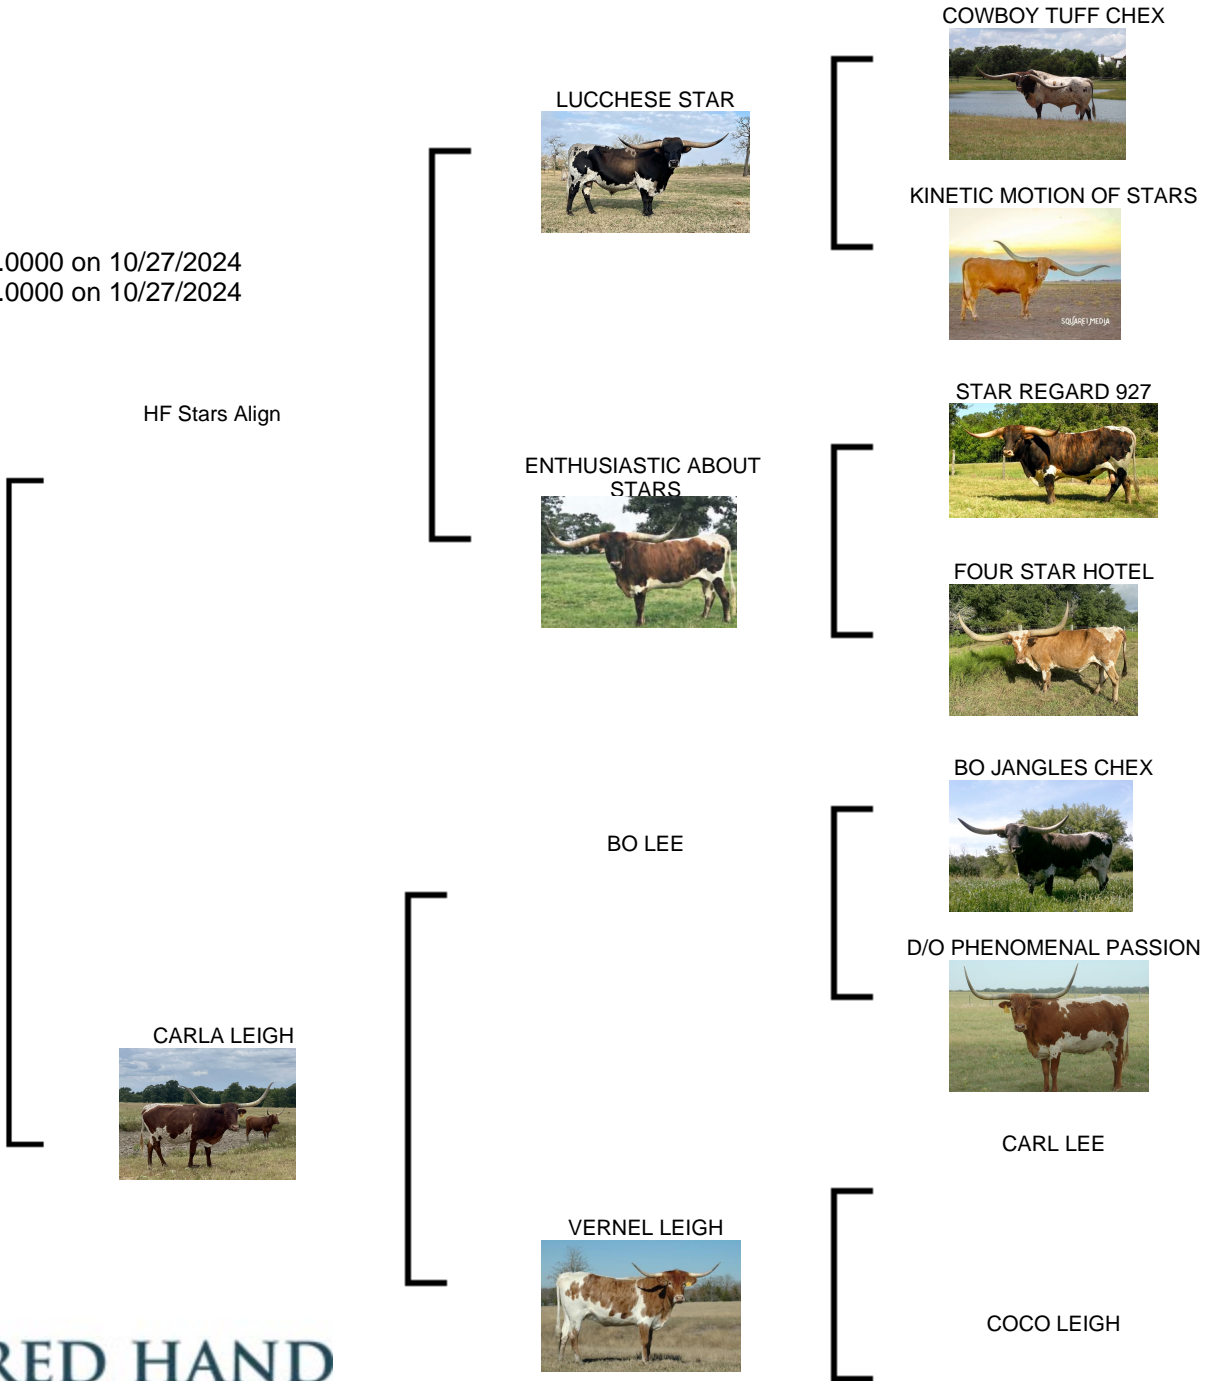 COWBOY TUFF CHEX
LUCCHESE STAR
KINETIC MOTION OF STARS
SQUARE1 MEDIA
.0000 on 10/27/2024
.0000 on 10/27/2024
STAR REGARD 927
HF Stars Align
ENTHUSIASTIC ABOUT
STARS
FOUR STAR HOTEL
BO JANGLES CHEX
BO LEE
D/O PHENOMENAL PASSION
CARLA LEIGH
CARL LEE
VERNEL LEIGH
COCO LEIGH
RED HAND